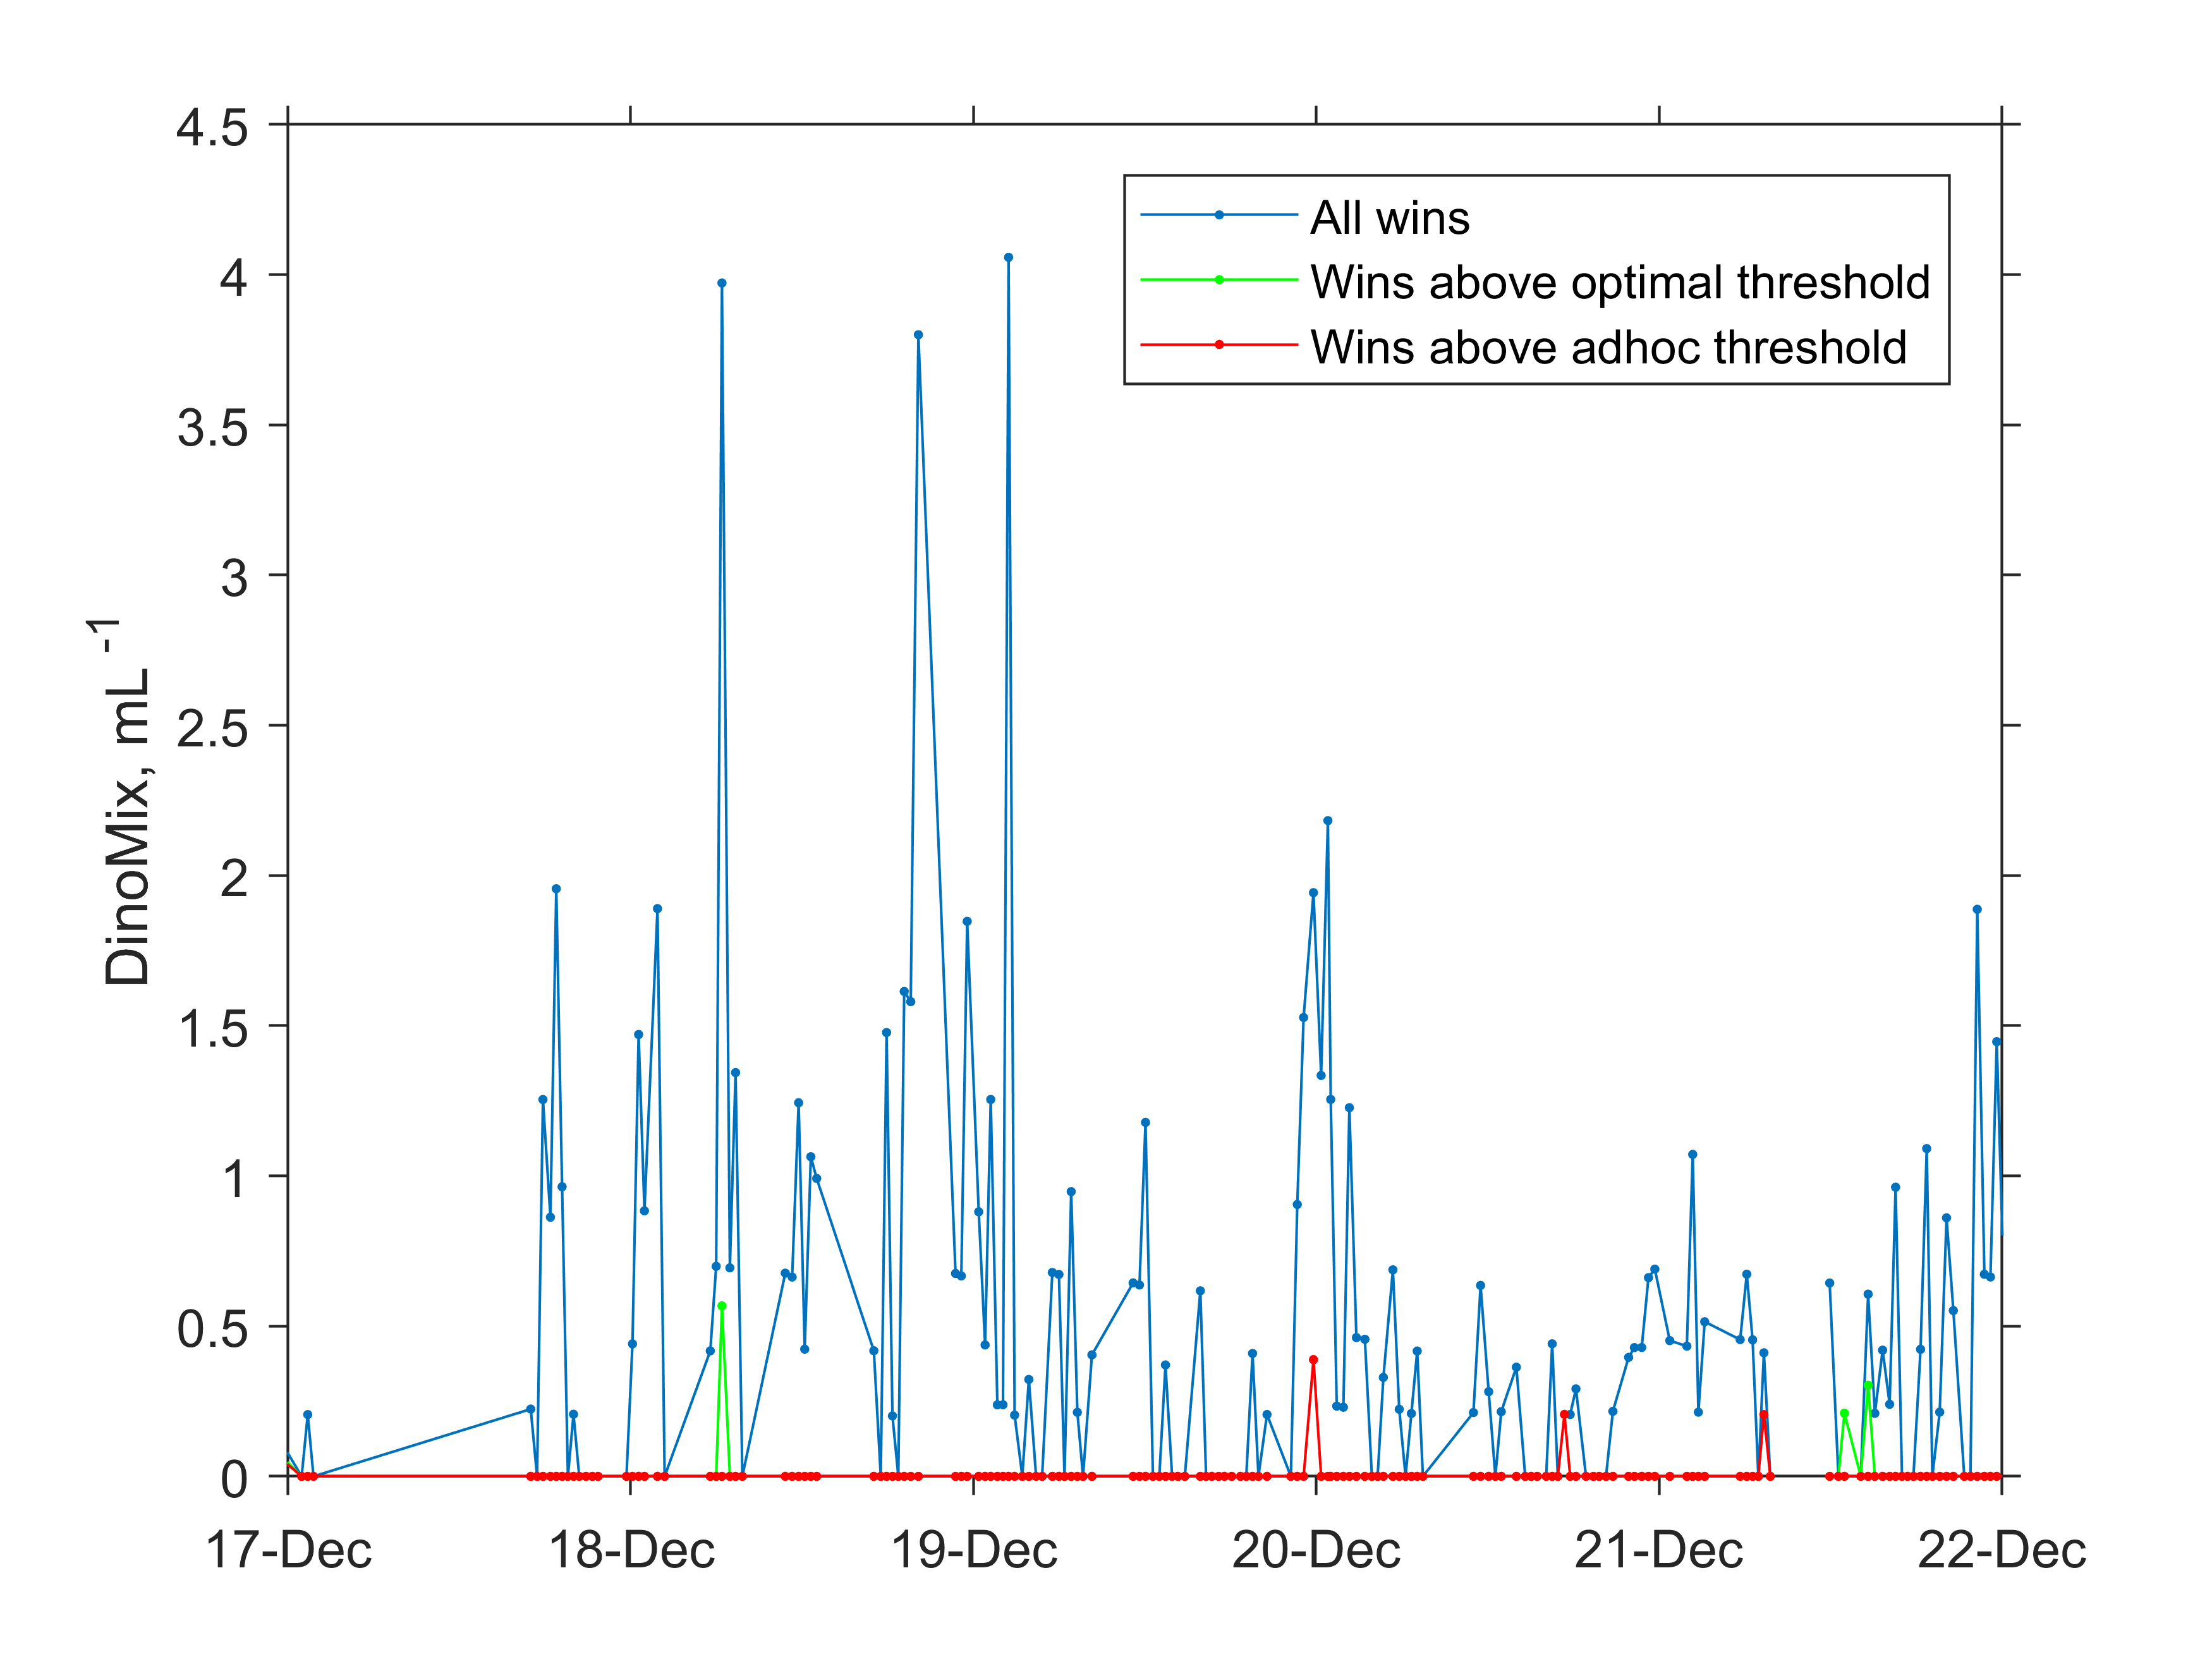 4.5
4
3.5
3
2.5
2
1.5
1
0.5
0
DinoMix, mL⁻¹
All wins
Wins above optimal threshold
Wins above adhoc threshold
17-Dec 18-Dec 19-Dec 20-Dec 21-Dec 22-Dec